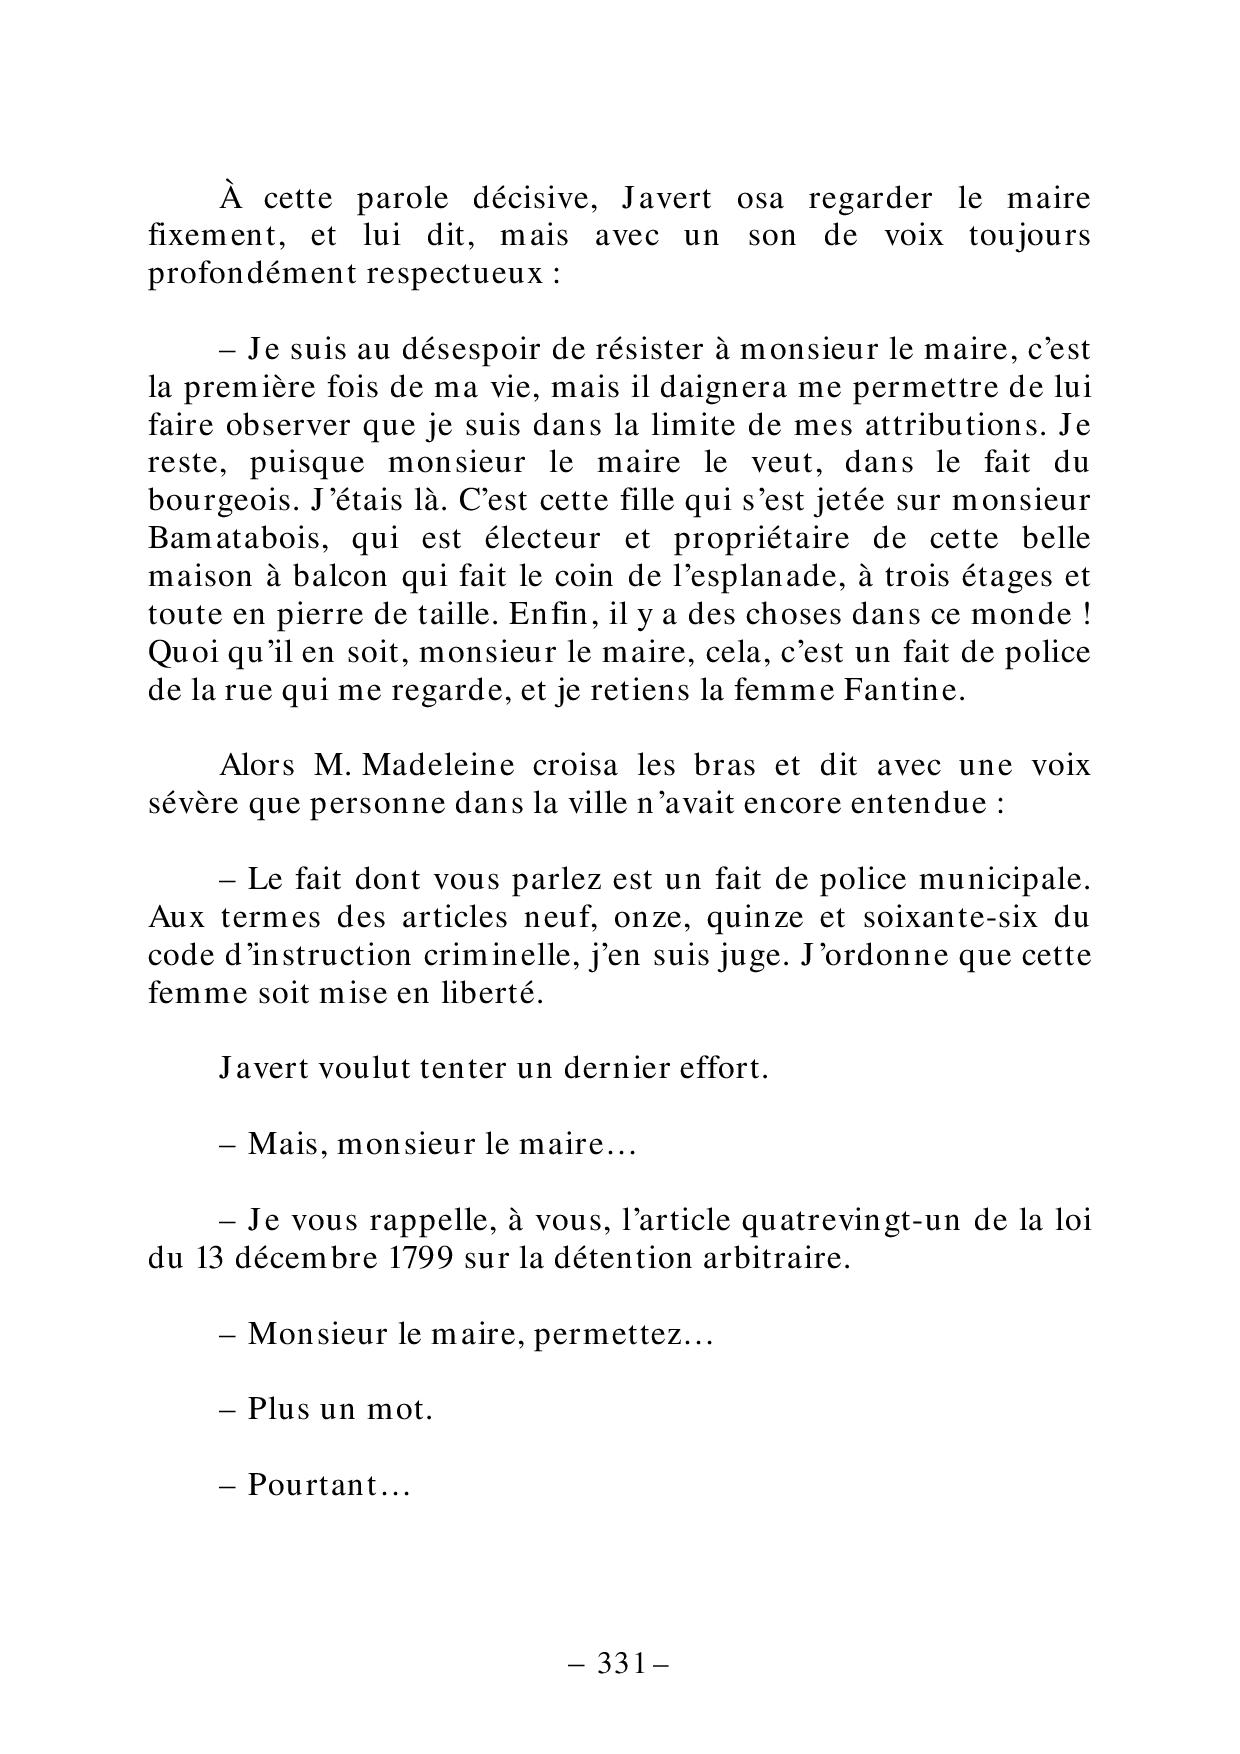 À cette parole décisive, Javert osa regarder le maire
fixement, et lui dit, mais avec un son de voix toujours
profondément respectueux :
– Je suis au désespoir de résister à monsieur le maire, c’est
la première fois de ma vie, mais il daignera me permettre de lui
faire observer que je suis dans la limite de mes attributions. Je
reste, puisque monsieur le maire le veut, dans le fait du
bourgeois. J’étais là. C’est cette fille qui s’est jetée sur monsieur
Bamatabois, qui est électeur et propriétaire de cette belle
maison à balcon qui fait le coin de l’esplanade, à trois étages et
toute en pierre de taille. Enfin, il y a des choses dans ce monde !
Quoi qu’il en soit, monsieur le maire, cela, c’est un fait de police
de la rue qui me regarde, et je retiens la femme Fantine.
Alors M. Madeleine croisa les bras et dit avec une voix
sévère que personne dans la ville n’avait encore entendue :
– Le fait dont vous parlez est un fait de police municipale.
Aux termes des articles neuf, onze, quinze et soixante-six du
code d’instruction criminelle, j’en suis juge. J’ordonne que cette
femme soit mise en liberté.
Javert voulut tenter un dernier effort.
– Mais, monsieur le maire…
– Je vous rappelle, à vous, l’article quatrevingt-un de la loi
du 13 décembre 1799 sur la détention arbitraire.
– Monsieur le maire, permettez…
– Plus un mot.
– Pourtant…
– 331 –